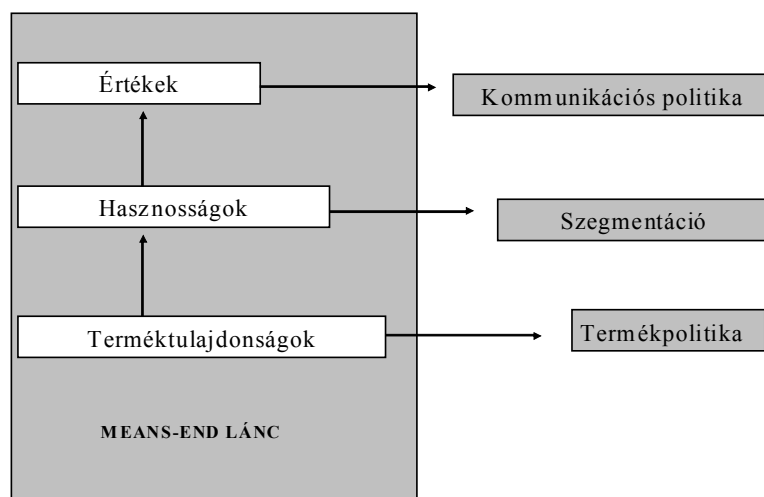 Értékek
Kommunikációs politika
Hasznosságok
Szegmentáció
Terméktulajdonságok
Termékpolitika
MEANS-END LÁNC